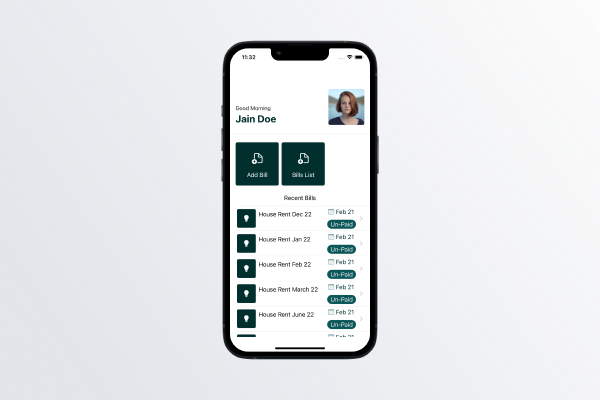 11:32
Good Morning
Jain Doe
Add Bill
Bills List
Recent Bills
House Rent Dec 22
Feb 21
Un-Paid
House Rent Jan 22
Feb 21
Un-Paid
House Rent Feb 22
Feb 21
Un-Paid
House Rent March 22
Feb 21
Un-Paid
House Rent June 22
Feb 21
Un-Paid